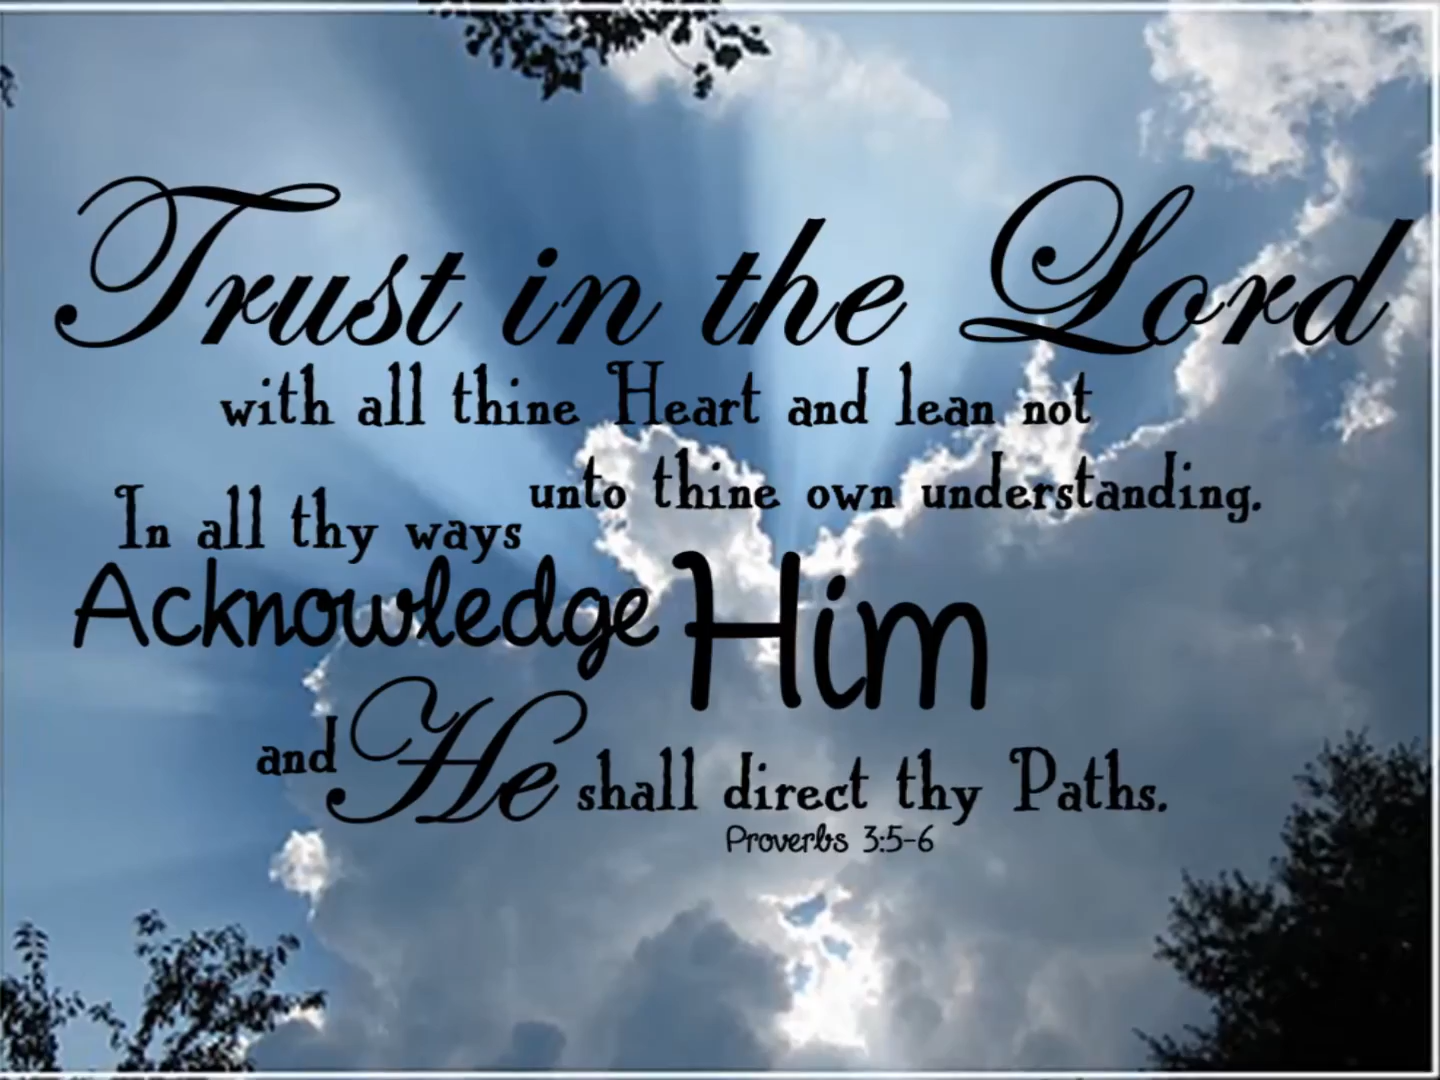 Trust in the Lord
with all thine Heart and lean not
unto thine own understanding.
In all thy ways
Acknowledge Him
and He shall direct thy Paths.
Proverbs 3:5-6